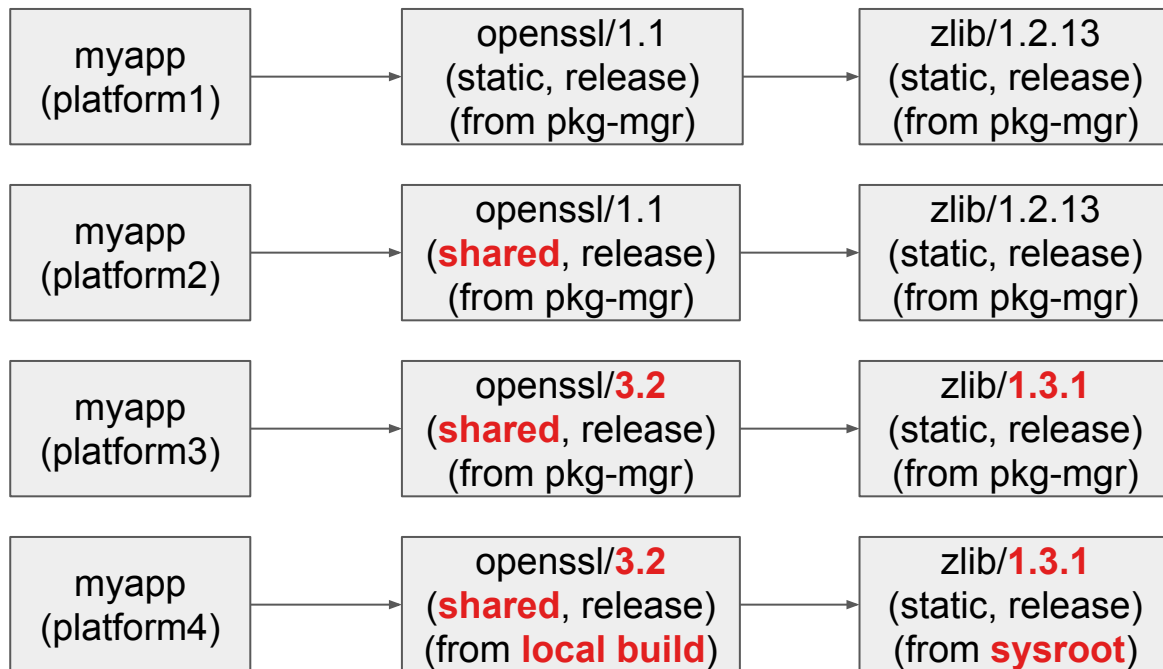 myapp
(platform1)
openssl/1.1
(static, release)
(from pkg-mgr)
zlib/1.2.13
(static, release)
(from pkg-mgr)
myapp
(platform2)
openssl/1.1
(shared, release)
(from pkg-mgr)
zlib/1.2.13
(static, release)
(from pkg-mgr)
myapp
(platform3)
openssl/3.2
(shared, release)
(from pkg-mgr)
zlib/1.3.1
(static, release)
(from pkg-mgr)
myapp
(platform4)
openssl/3.2
(shared, release)
(from local build)
zlib/1.3.1
(static, release)
(from sysroot)